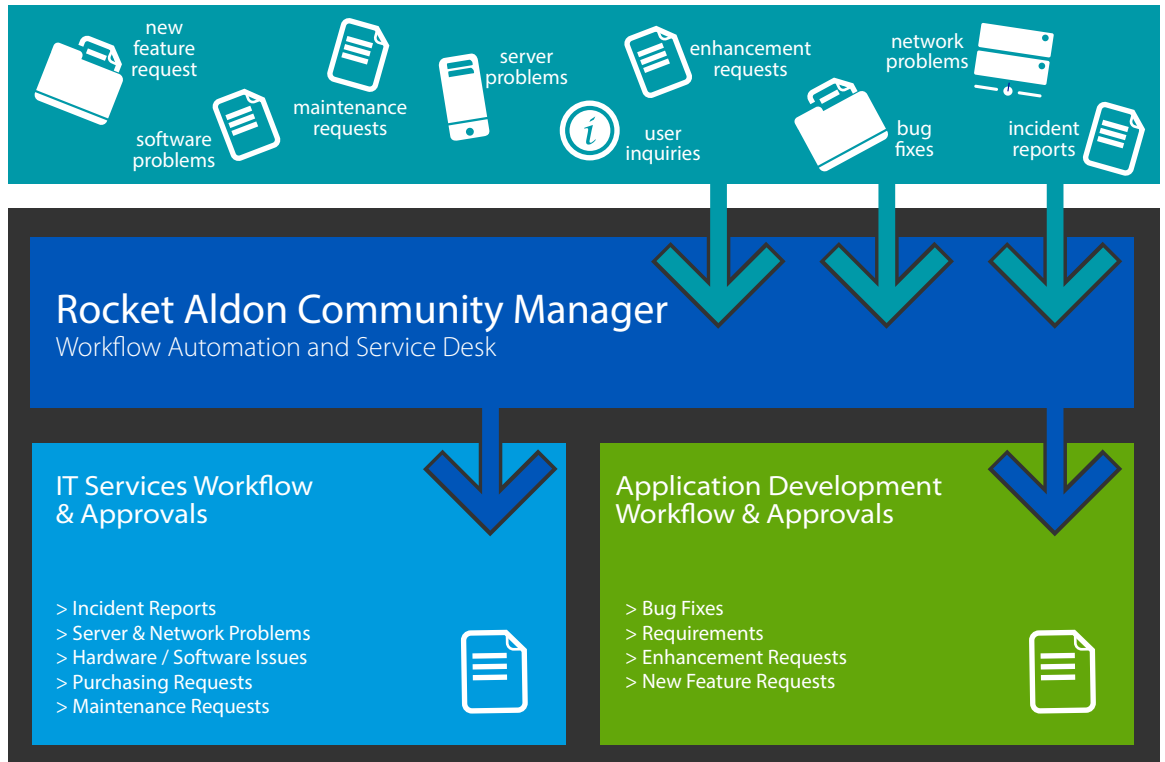 new
feature
request
software
problems
maintenance
requests
server
problems
i
user
inquiries
enhancement
requests
bug
fixes
network
problems
incident
reports
Rocket Aldon Community Manager
Workflow Automation and Service Desk
IT Services Workflow
& Approvals
> Incident Reports
> Server & Network Problems
> Hardware / Software Issues
> Purchasing Requests
> Maintenance Requests
Application Development
Workflow & Approvals
> Bug Fixes
> Requirements
> Enhancement Requests
> New Feature Requests